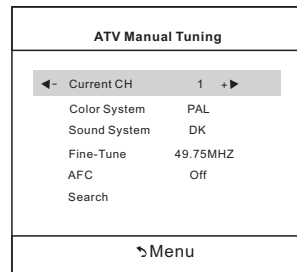 ATV Manual Tuning
◀- Current CH 1 +▶
Color System PAL
Sound System DK
Fine-Tune 49.75MHZ
AFC Off
Search
Menu